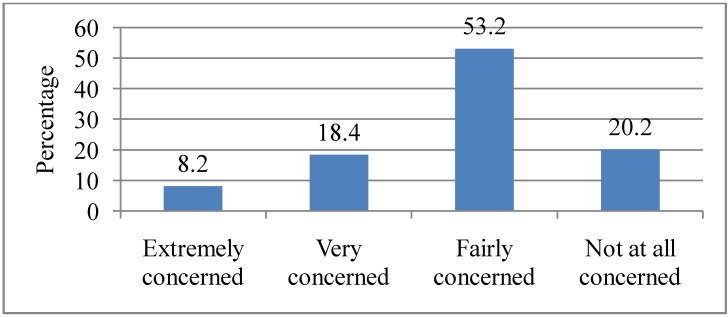 60
50
40
30
20
10
0
Percentage
8.2
18.4
53.2
20.2
Extremely
concerned
Very
concerned
Fairly
concerned
Not at all
concerned